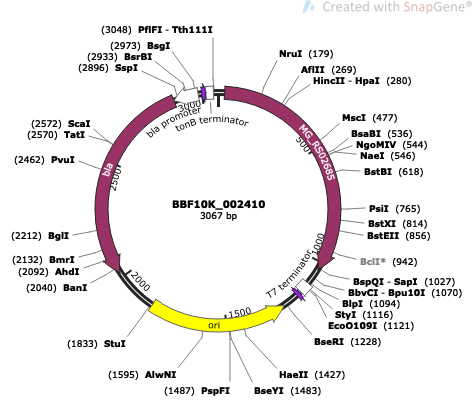 Created with SnapGene®
(3048) PflFI - Tth111I
(2973) BsgI
(2933) BsrBI
(2896) SspI
NruI (179)
AflII (269)
HincII - HpaI (280)
MscI (477)
BsaBI (536)
NgoMIV (544)
NaeI (546)
BstBI (618)
PsiI (765)
BstXI (814)
BstEII (856)
BclI* (942)
BspQI - SapI (1027)
BbvCI - Bpu10I (1070)
BlpI (1094)
StyI (1116)
EcoO109I (1121)
BseRI (1228)
HaeII (1427)
BseYI (1483)
(1487) PspFI
(1595) AlwNI
(1833) StuI
(2040) BanI
(2092) AhdI
(2132) BmrI
(2212) BglI
(2462) PvuI
(2570) TatI
(2572) ScaI
bla promoter
tonB terminator
MG_RS02685
T7 terminator
ori
bla
500
1000
1500
2000
2500
3000
BBF10K_002410
3067 bp